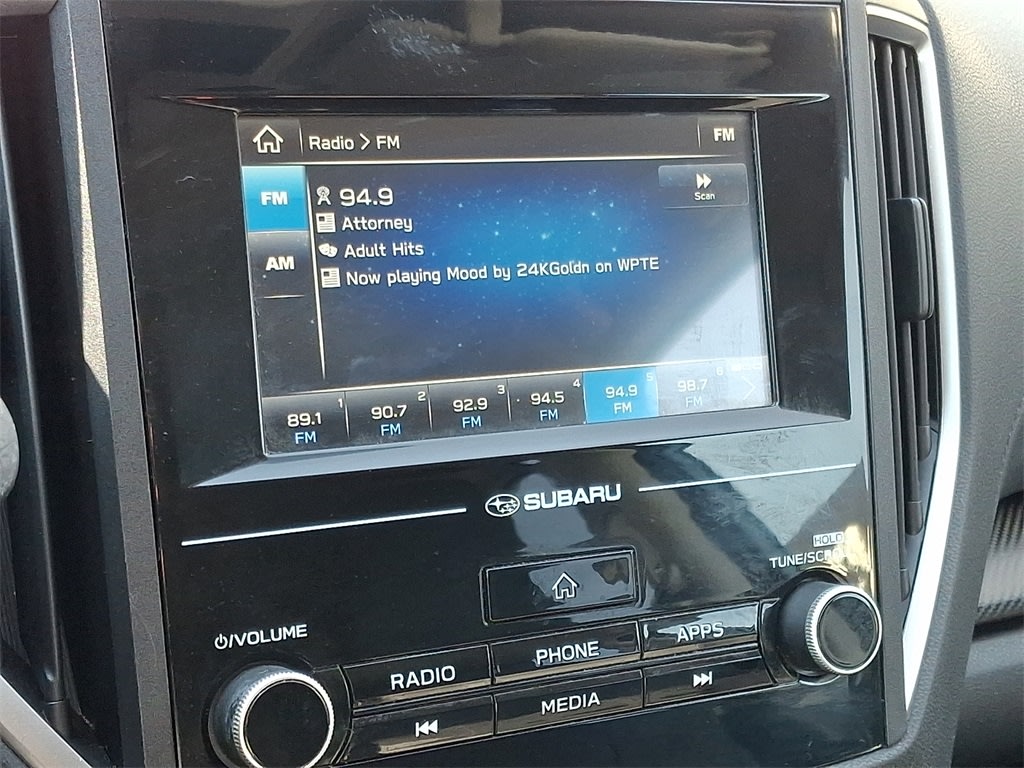 Radio > FM
FM
FM
94.9
Scan
Attorney
AM
Adult Hits
Now playing Mood by 24KGoldn on WPTE
89.1 1
FM
90.7 2
FM
92.9 3
FM
94.5 4
FM
94.9 5
FM
98.7 6
FM
SUBARU
HOLD
/VOLUME
RADIO
PHONE
APPS
MEDIA